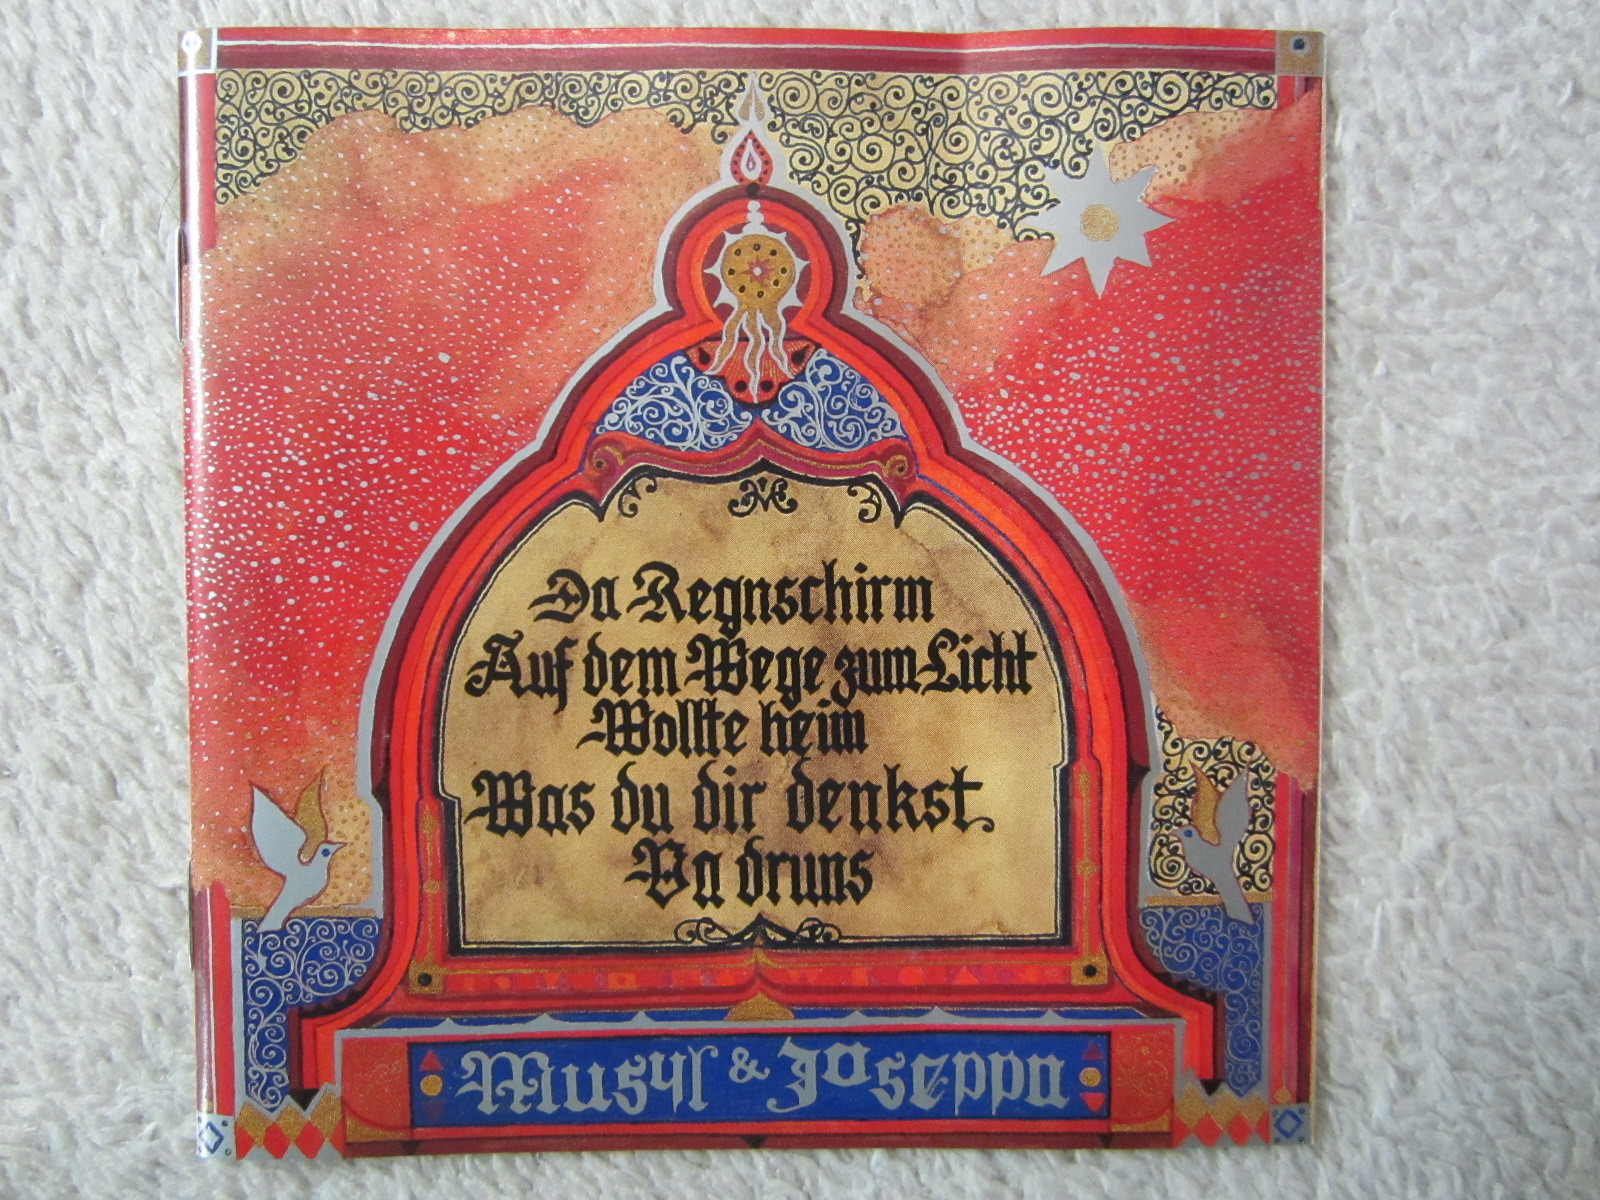 Da Regnschirm
Auf dem Wege zum Licht
Wollte heim
Was du dir denkst
Va druns
Musyl & Joseppa